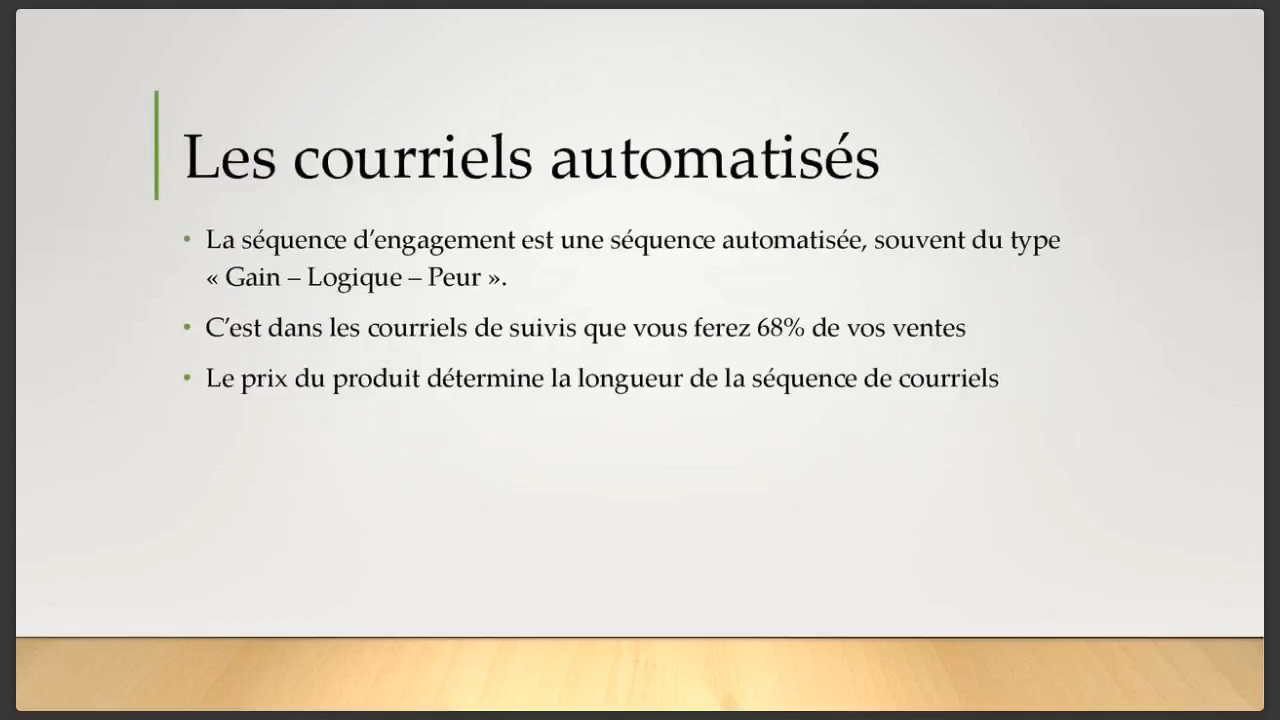 Les courriels automatisés
• La séquence d’engagement est une séquence automatisée, souvent du type
« Gain – Logique – Peur ».
• C’est dans les courriels de suivis que vous ferez 68% de vos ventes
• Le prix du produit détermine la longueur de la séquence de courriels